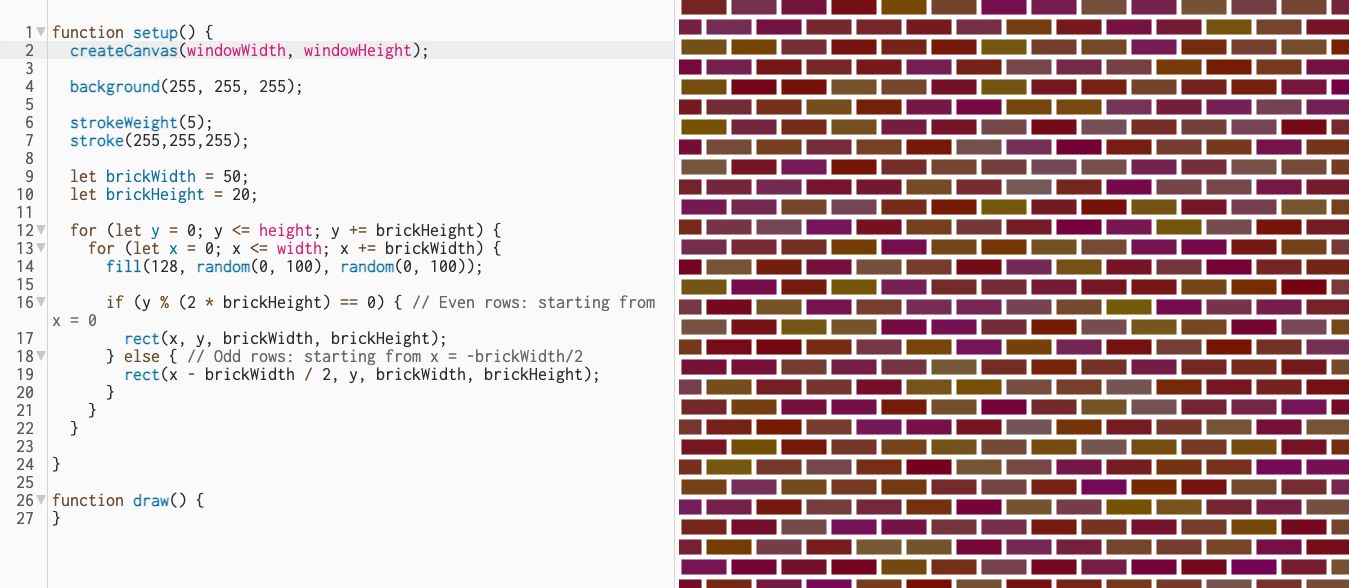 1 function setup() {
2 createCanvas(windowWidth, windowHeight);
3
4 background(255, 255, 255);
5
6 strokeWeight(5);
7 stroke(255,255,255);
8
9 let brickWidth = 50;
10 let brickHeight = 20;
11
12 for (let y = 0; y <= height; y += brickHeight) {
13 for (let x = 0; x <= width; x += brickWidth) {
14 fill(128, random(0, 100), random(0, 100));
15
16 if (y % (2 * brickHeight) == 0) { // Even rows: starting from
x = 0
17 rect(x, y, brickWidth, brickHeight);
18 } else { // Odd rows: starting from x = -brickWidth/2
19 rect(x - brickWidth / 2, y, brickWidth, brickHeight);
20 }
21 }
22 }
23
24 }
25
26 function draw() {
27 }